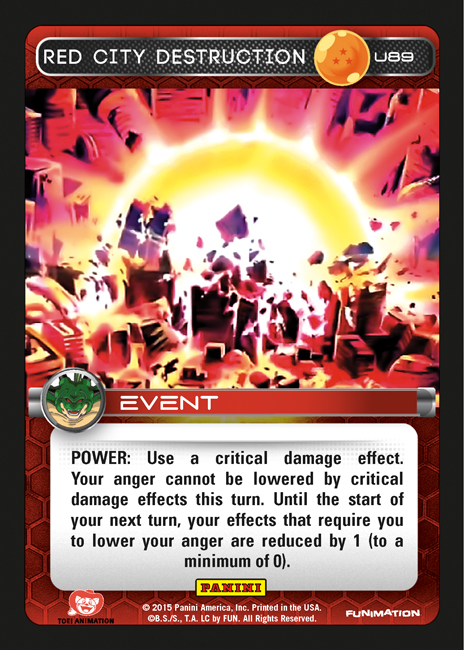 RED CITY DESTRUCTION U89
EVENT
POWER: Use a critical damage effect.
Your anger cannot be lowered by critical
damage effects this turn. Until the start of
your next turn, your effects that require you
to lower your anger are reduced by 1 (to a
minimum of 0).
PANINI
© 2015 Panini America, Inc. Printed in the USA.
©B.S./S., T.A. LC by FUN. All Rights Reserved.
TOEI ANIMATION
FUNIMATION